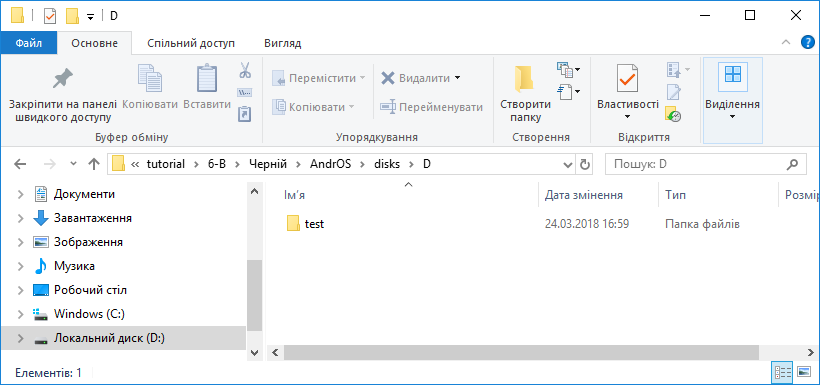 D
Файл Основне Спільний доступ Вигляд
Закріпити на панелі швидкого доступу
Копіювати
Вставити
Буфер обміну
Перемістити
Копіювати
Видалити
Перейменувати
Упорядкування
Створити папку
Створення
Властивості
Відкриття
Виділення
« tutorial › 6-В › Черній › AndrOS › disks › D
Пошук: D
Документи
Завантаження
Зображення
Музика
Робочий стіл
Windows (C:)
Локальний диск (D:)
Ім'я Дата змінення Тип Розмір
test 24.03.2018 16:59 Папка файлів
Елементів: 1